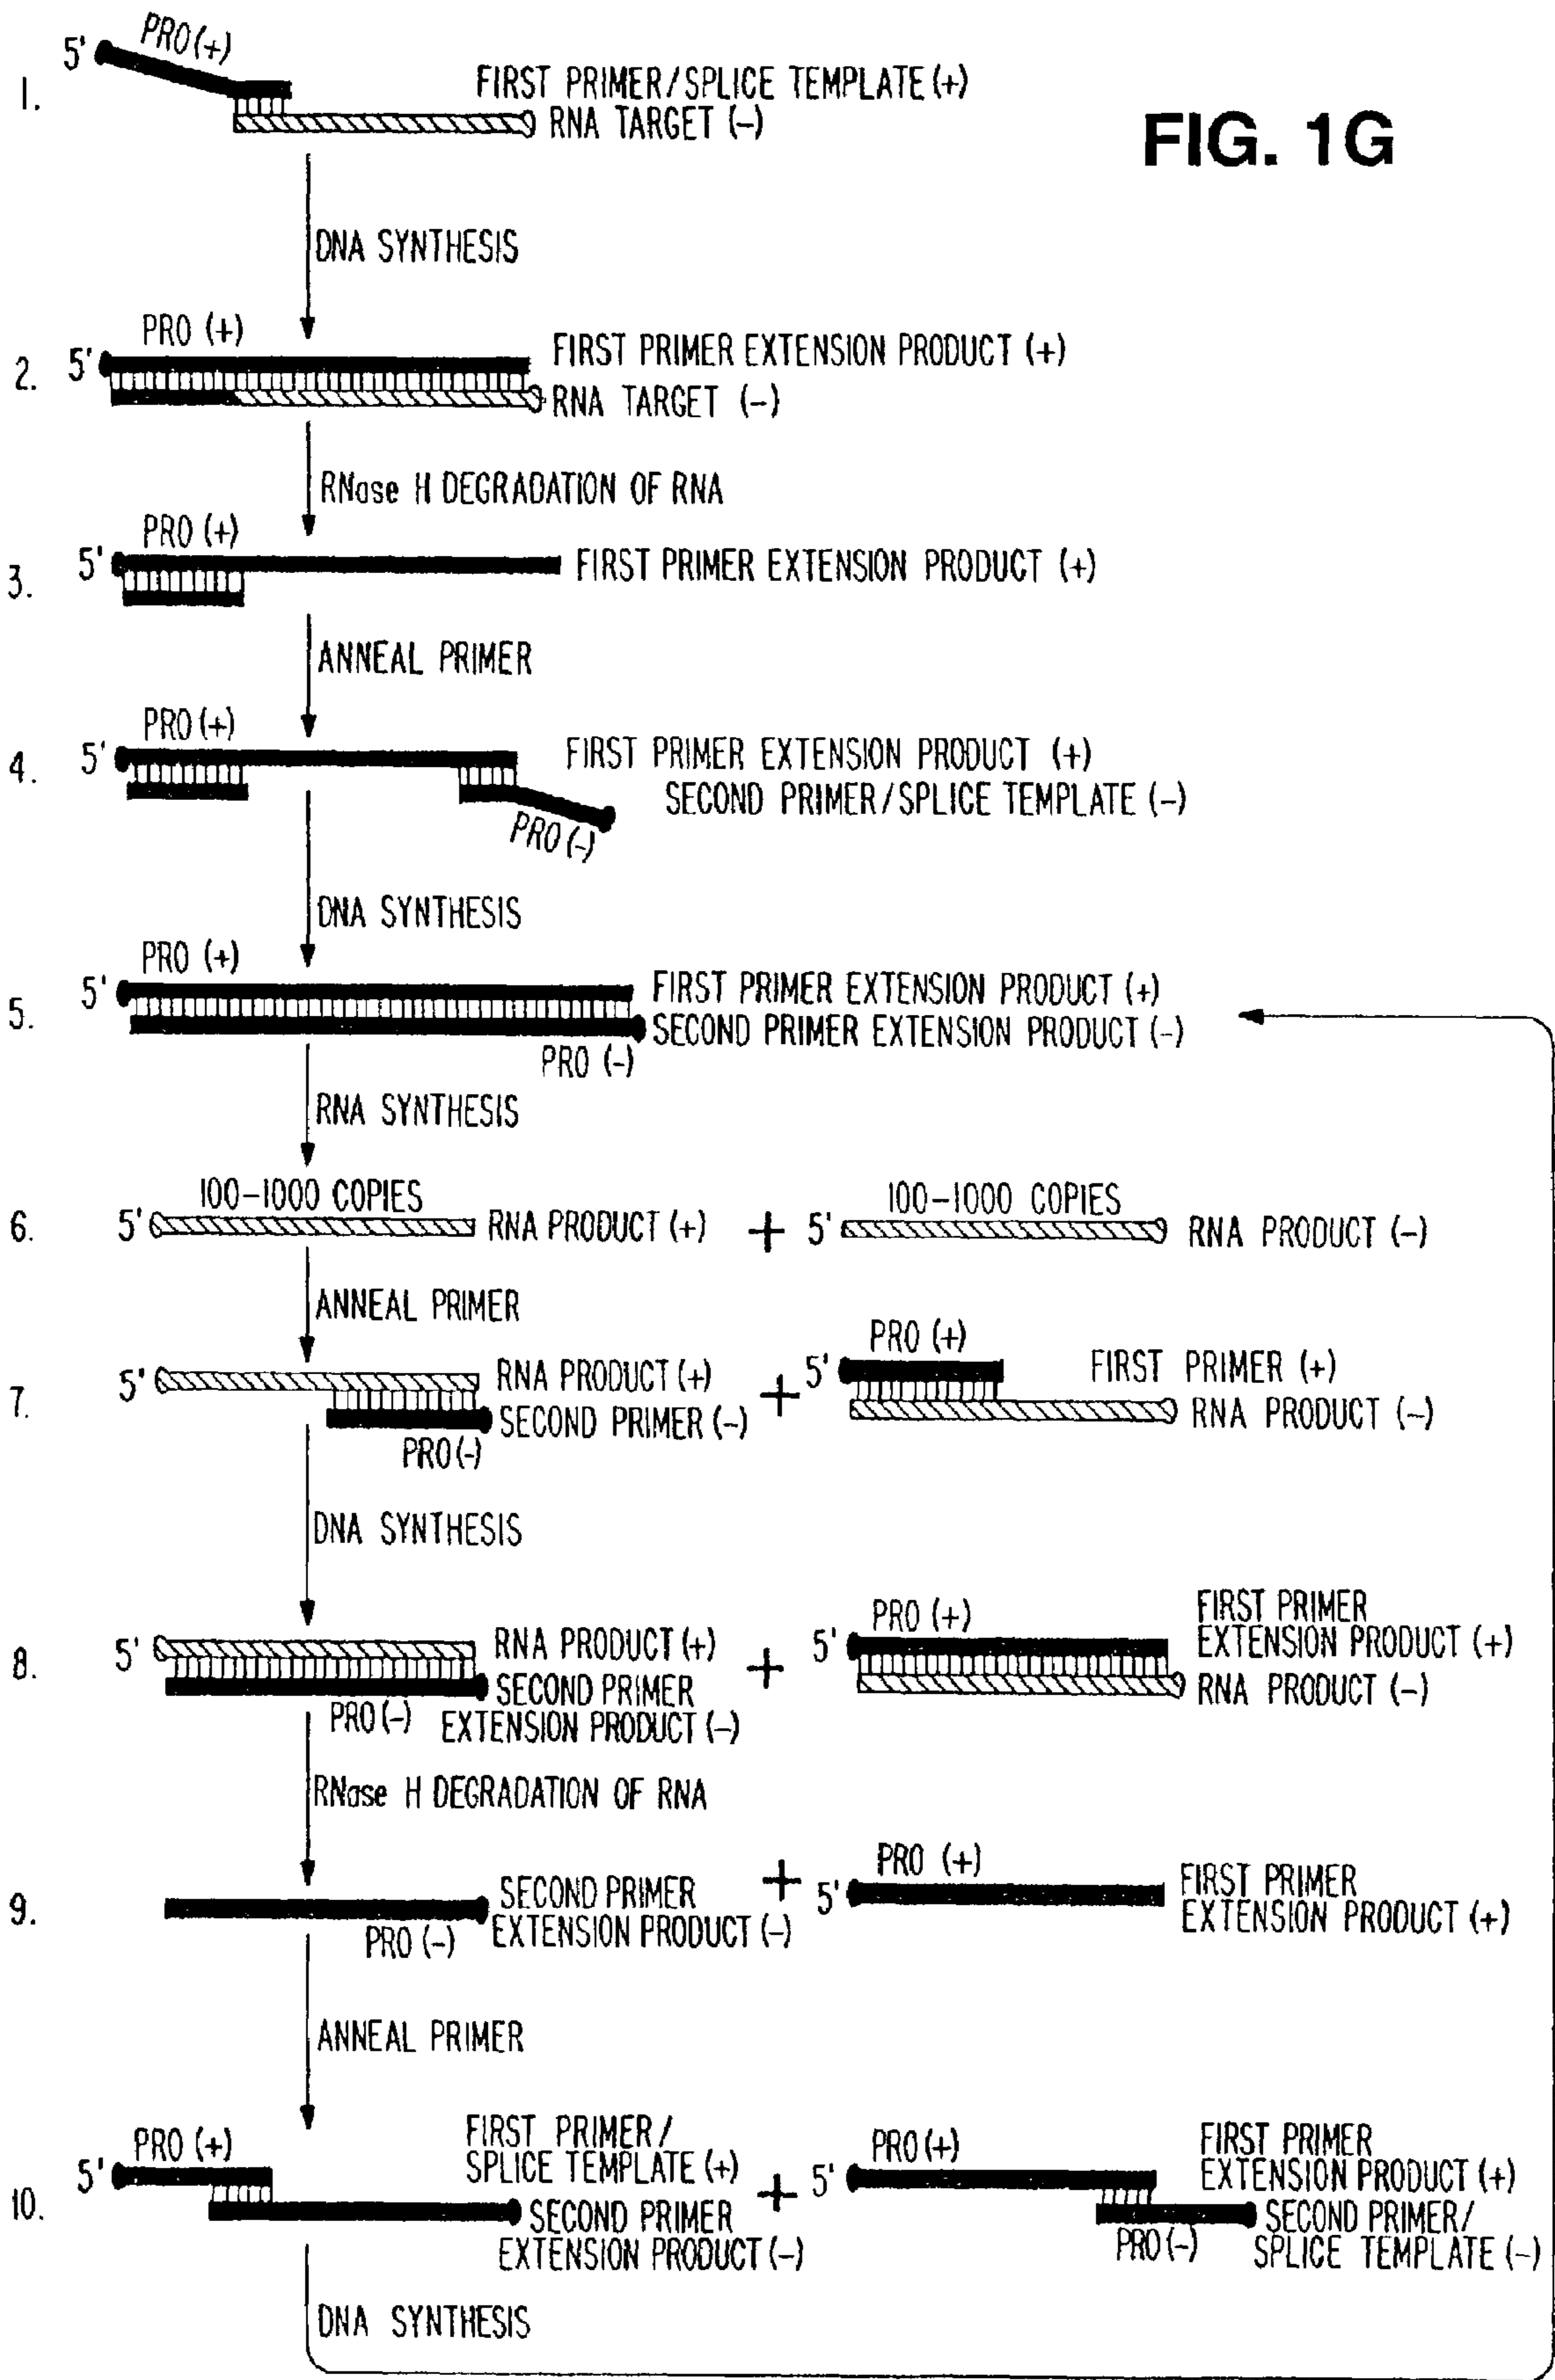 FIG. 1G
1.
5' PRO (+)
FIRST PRIMER/SPLICE TEMPLATE (+)
RNA TARGET (-)
DNA SYNTHESIS
PRO (+)
2. 5' FIRST PRIMER EXTENSION PRODUCT (+)
RNA TARGET (-)
RNase H DEGRADATION OF RNA
PRO (+)
3. 5' FIRST PRIMER EXTENSION PRODUCT (+)
ANNEAL PRIMER
PRO (+)
4. 5' FIRST PRIMER EXTENSION PRODUCT (+)
SECOND PRIMER/SPLICE TEMPLATE (-)
PRO (-)
DNA SYNTHESIS
PRO (+)
5. 5' FIRST PRIMER EXTENSION PRODUCT (+)
SECOND PRIMER EXTENSION PRODUCT (-)
PRO (-)
RNA SYNTHESIS
100-1000 COPIES 100-1000 COPIES
6. 5' RNA PRODUCT (+) + 5' RNA PRODUCT (-)
ANNEAL PRIMER
PRO (+)
7. 5' RNA PRODUCT (+) + 5' FIRST PRIMER (+)
SECOND PRIMER (-) RNA PRODUCT (-)
PRO (-)
DNA SYNTHESIS
PRO (+) FIRST PRIMER
8. 5' RNA PRODUCT (+) + 5' EXTENSION PRODUCT (+)
SECOND PRIMER RNA PRODUCT (-)
PRO (-) EXTENSION PRODUCT (-)
RNase H DEGRADATION OF RNA
PRO (+)
9. SECOND PRIMER + 5' FIRST PRIMER
PRO (-) EXTENSION PRODUCT (-) EXTENSION PRODUCT (+)
ANNEAL PRIMER
PRO (+) FIRST PRIMER/ PRO (+) FIRST PRIMER
10. 5' SPLICE TEMPLATE (+) + 5' EXTENSION PRODUCT (+)
SECOND PRIMER SECOND PRIMER/
EXTENSION PRODUCT (-) PRO (-) SPLICE TEMPLATE (-)
DNA SYNTHESIS